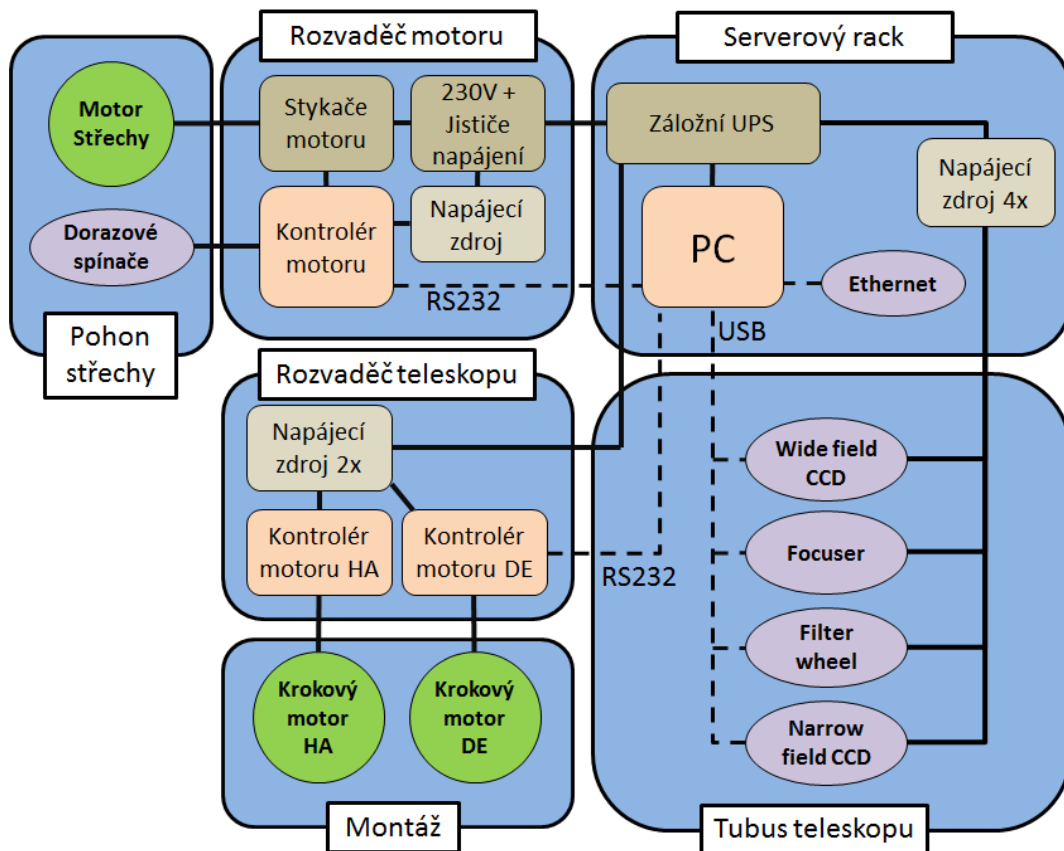 Rozvaděč motoru
Serverový rack
Motor
Střechy
Stykače
motoru
230V +
Jističe
napájení
Záložní UPS
Napájecí
zdroj 4x
Dorazové
spínače
Kontrolér
motoru
Napájecí
zdroj
PC
Ethernet
RS232
USB
Pohon
střechy
Rozvaděč teleskopu
Napájecí
zdroj 2x
Wide field
CCD
Kontrolér
motoru HA
Kontrolér
motoru DE
Focuser
RS232
Filter
wheel
Krokový
motor
HA
Krokový
motor
DE
Narrow
field CCD
Montáž
Tubus teleskopu